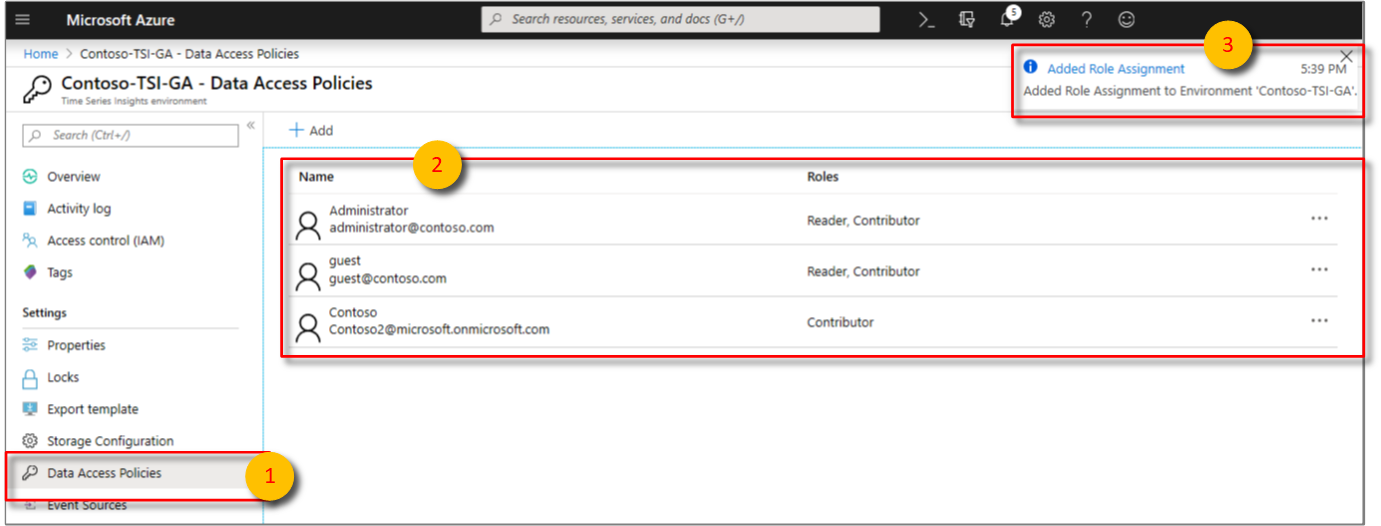 Microsoft Azure
Search resources, services, and docs (G+/)
5
Home > Contoso-TSI-GA - Data Access Policies
Contoso-TSI-GA - Data Access Policies
Time Series Insights environment
3
Added Role Assignment 5:39 PM
Added Role Assignment to Environment 'Contoso-TSI-GA'.
Search (Ctrl+/)
Overview
Activity log
Access control (IAM)
Tags
Settings
Properties
Locks
Export template
Storage Configuration
Data Access Policies
1
Event Sources
+ Add
2
Name Roles
Administrator
administrator@contoso.com
Reader, Contributor
guest
guest@contoso.com
Reader, Contributor
Contoso
Contoso2@microsoft.onmicrosoft.com
Contributor